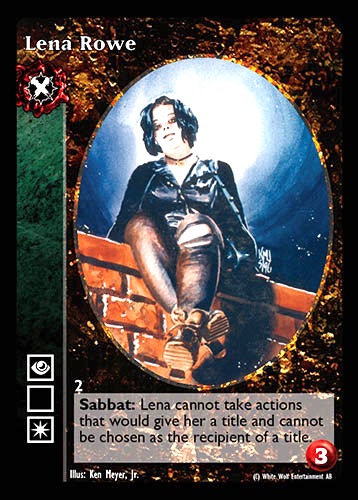 Lena Rowe
2
Sabbat: Lena cannot take actions
that would give her a title and cannot
be chosen as the recipient of a title.
3
Illus: Ken Meyer, Jr.
(C) White Wolf Entertainment AB